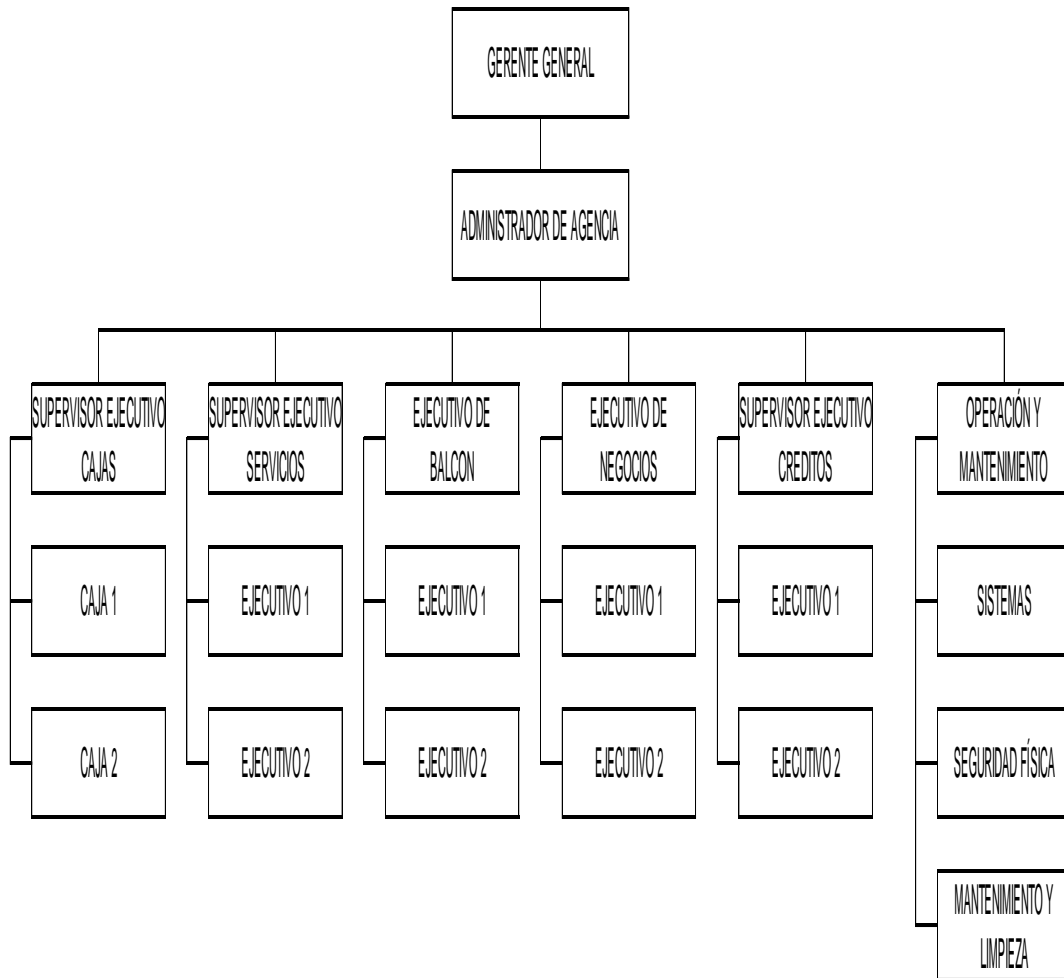 GERENTE GENERAL
ADMINISTRADOR DE AGENCIA
SUPERVISOR EJECUTIVO
CAJAS
SUPERVISOR EJECUTIVO
SERVICIOS
EJECUTIVO DE
BALCON
EJECUTIVO DE
NEGOCIOS
SUPERVISOR EJECUTIVO
CREDITOS
OPERACIÓN Y
MANTENIMIENTO
CAJA 1
EJECUTIVO 1
EJECUTIVO 1
EJECUTIVO 1
EJECUTIVO 1
SISTEMAS
CAJA 2
EJECUTIVO 2
EJECUTIVO 2
EJECUTIVO 2
EJECUTIVO 2
SEGURIDAD FÍSICA
MANTENIMIENTO Y
LIMPIEZA